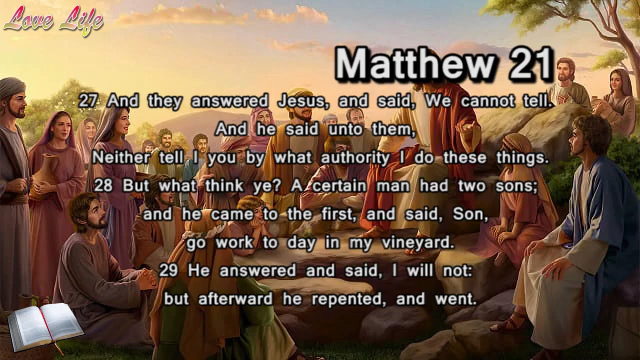 Love Life
Matthew 21
27 And they answered Jesus, and said, We cannot tell.
And he said unto them,
Neither tell I you by what authority I do these things.
28 But what think ye? A certain man had two sons;
and he came to the first, and said, Son,
go work to day in my vineyard.
29 He answered and said, I will not:
but afterward he repented, and went.